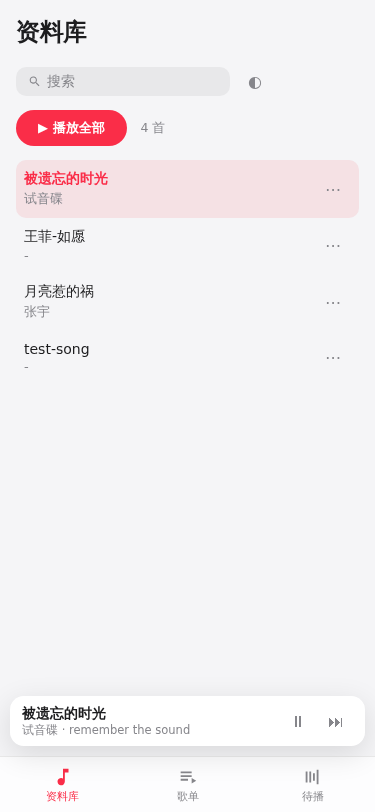 资料库
搜索
播放全部 4 首
被遗忘的时光
试音碟
王菲-如愿
-
月亮惹的祸
张宇
test-song
-
被遗忘的时光
试音碟 · remember the sound
资料库 歌单 待播